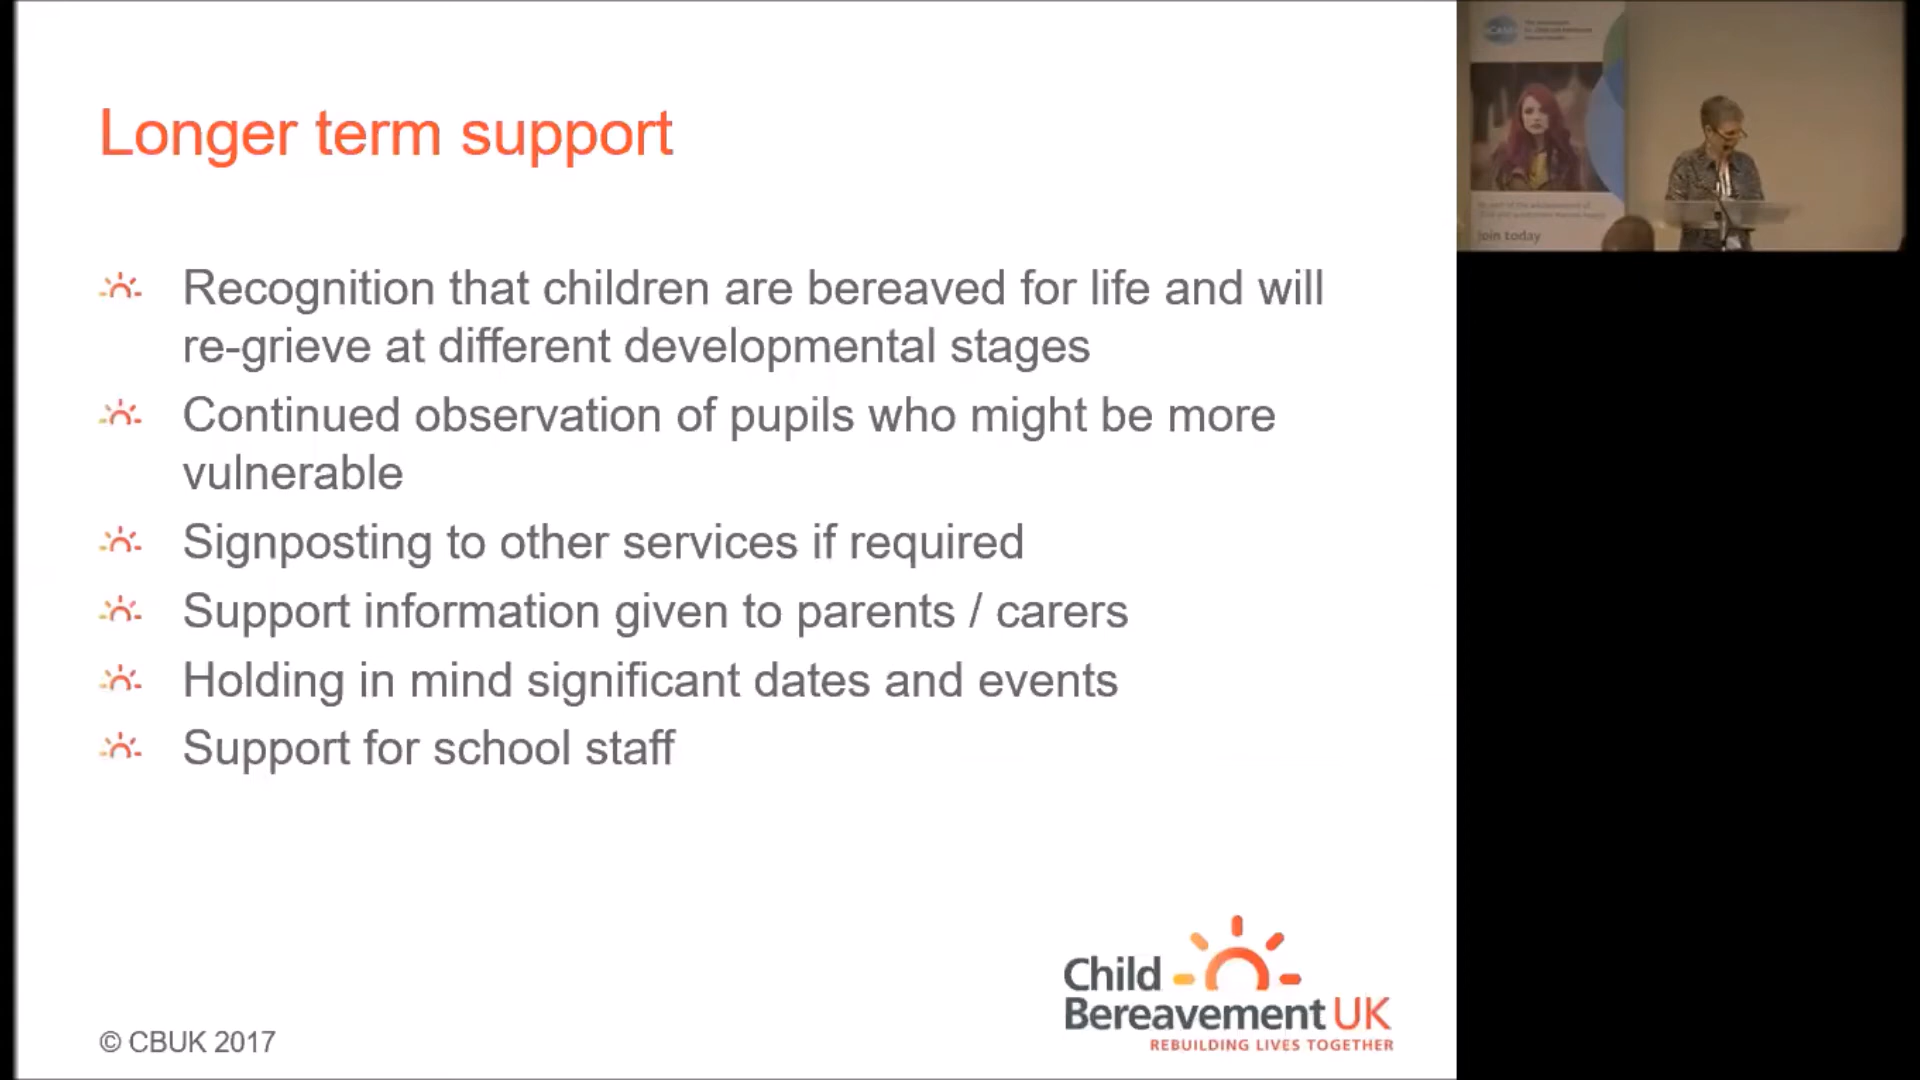 Longer term support
Recognition that children are bereaved for life and will
re-grieve at different developmental stages
Continued observation of pupils who might be more
vulnerable
Signposting to other services if required
Support information given to parents / carers
Holding in mind significant dates and events
Support for school staff
Child
Bereavement UK
REBUILDING LIVES TOGETHER
© CBUK 2017
Join today